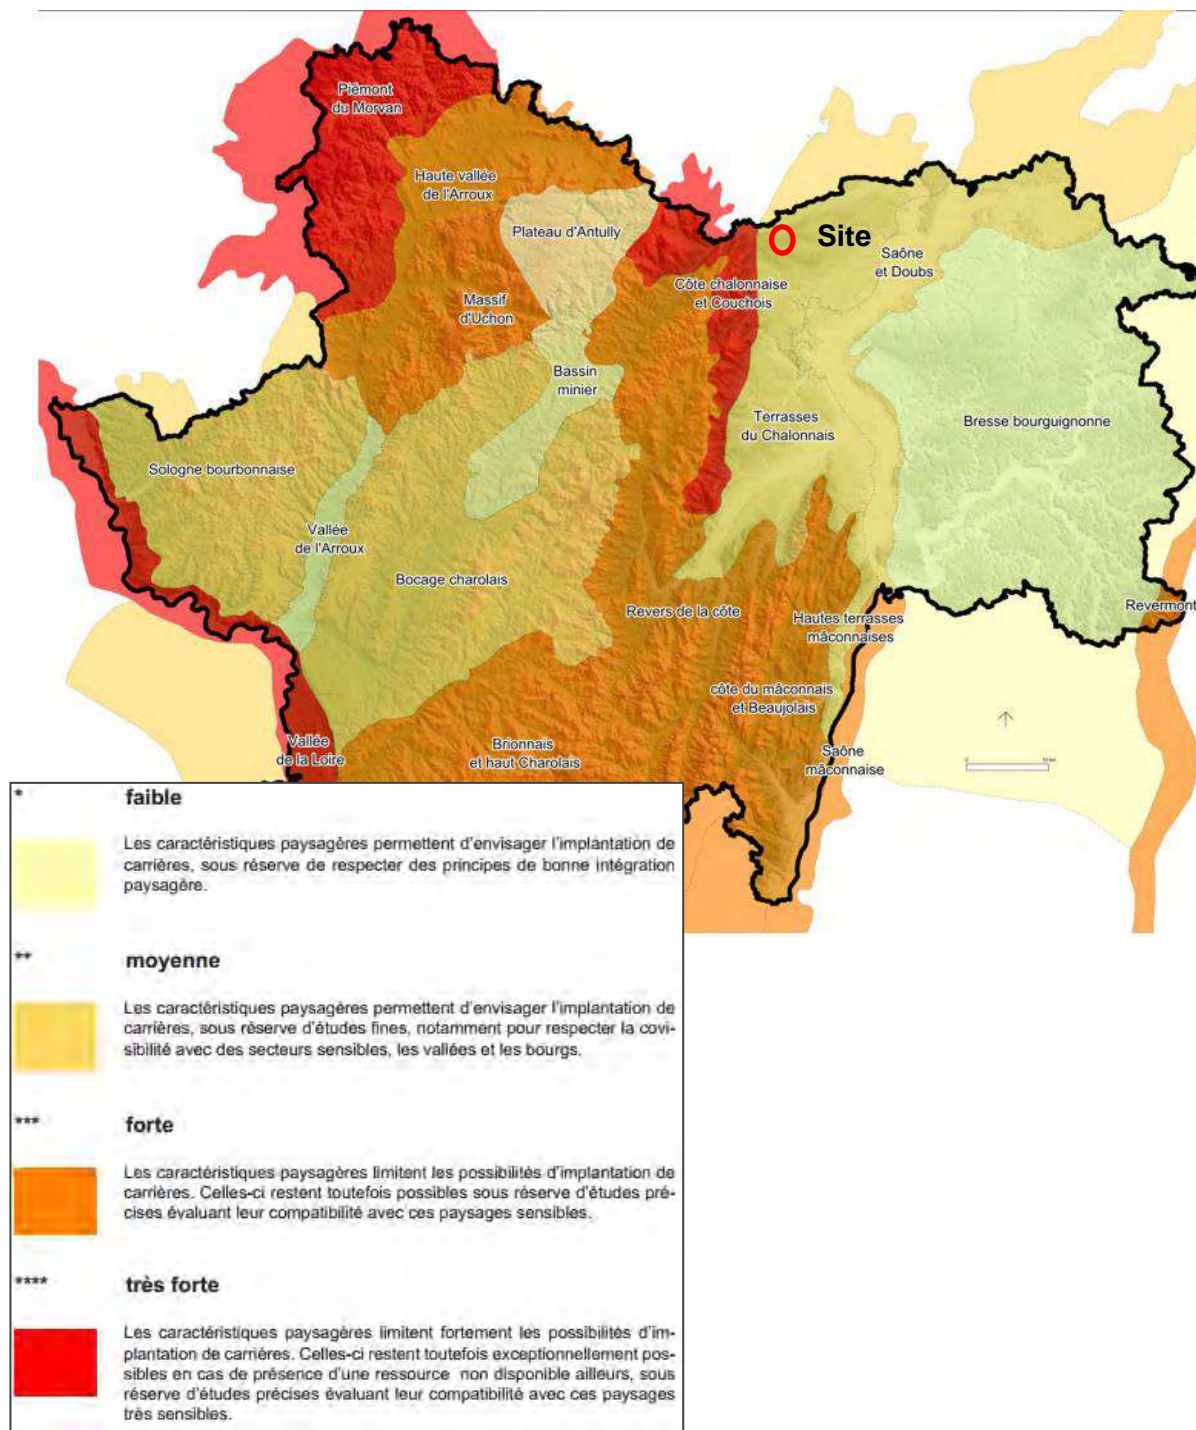 Piémont
du Morvan
Haute vallée
de l'Arroux
Plateau d'Antully
Site
Saône
et Doubs
Côte chalonnaise
et Couchois
Massif
d'Uchon
Bassin
minier
Terrasses
du Chalonnais
Bresse bourguignonne
Sologne bourbonnaise
Vallée
de l'Arroux
Bocage charolais
Revers de la côte
Hautes terrasses
mâconnaises
Revermont
côte du mâconnais
et Beaujolais
Vallée
de la Loire
Brionnais
et haut Charolais
Saône
mâconnaise
0 10 km
* faible
Les caractéristiques paysagères permettent d'envisager l'implantation de
carrières, sous réserve de respecter des principes de bonne intégration
paysagère.
** moyenne
Les caractéristiques paysagères permettent d'envisager l'implantation de
carrières, sous réserve d'études fines, notamment pour respecter la covi-
sibilité avec des secteurs sensibles, les vallées et les bourgs.
*** forte
Les caractéristiques paysagères limitent les possibilités d'implantation de
carrières. Celles-ci restent toutefois possibles sous réserve d'études pré-
cises évaluant leur compatibilité avec ces paysages sensibles.
**** très forte
Les caractéristiques paysagères limitent fortement les possibilités d'im-
plantation de carrières. Celles-ci restent toutefois exceptionnellement pos-
sibles en cas de présence d'une ressource non disponible ailleurs, sous
réserve d'études précises évaluant leur compatibilité avec ces paysages
très sensibles.